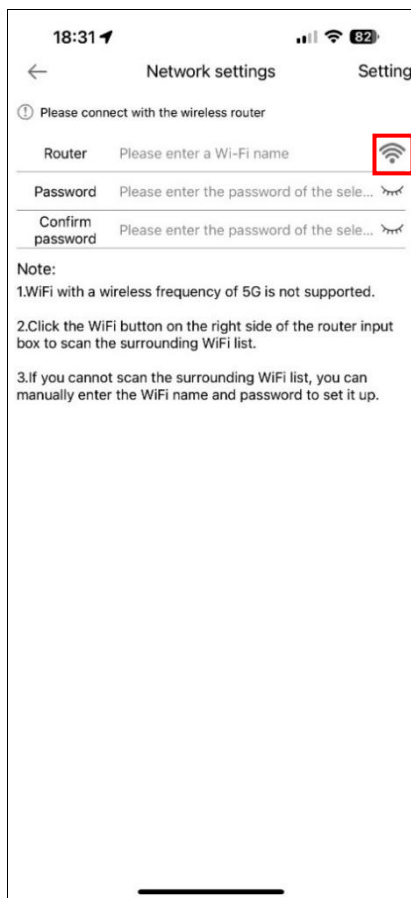 18:31 82
Network settings Setting
Please connect with the wireless router
Router Please enter a Wi-Fi name
Password Please enter the password of the sele...
Confirm
password Please enter the password of the sele...
Note:
1.WiFi with a wireless frequency of 5G is not supported.
2.Click the WiFi button on the right side of the router input
box to scan the surrounding WiFi list.
3.If you cannot scan the surrounding WiFi list, you can
manually enter the WiFi name and password to set it up.